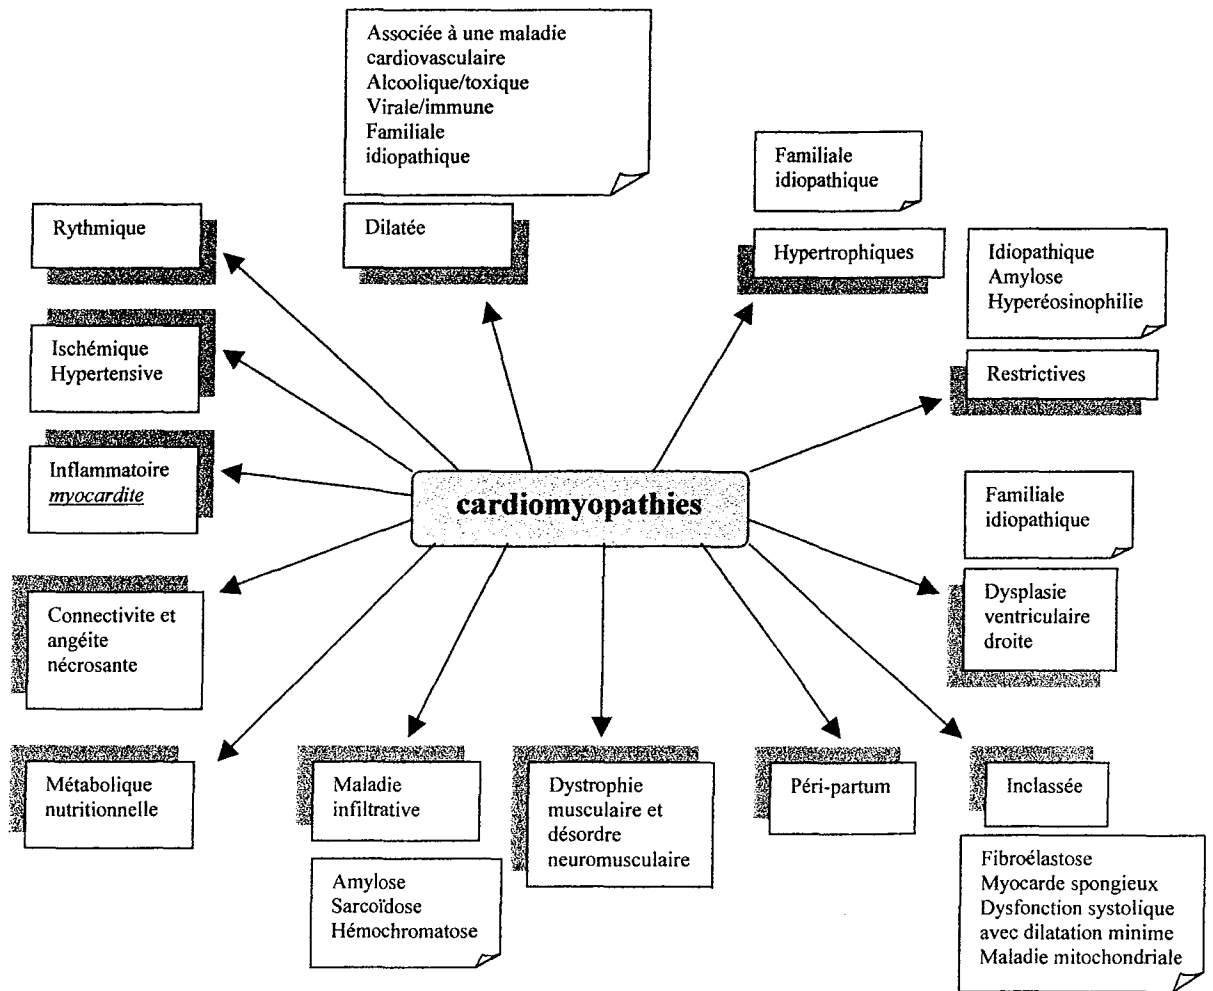 Associée à une maladie
cardiovasculaire
Alcoolique/toxique
Virale/immune
Familiale
idiopathique
Familiale
idiopathique
Rythmique
Dilatée
Hypertrophiques
Idiopathique
Amylose
Hyperéosinophilie
Ischémique
Hypertensive
Restrictives
Inflammatoire
myocardite
cardiomyopathies
Familiale
idiopathique
Connectivite et
angéite
nécrosante
Dysplasie
ventriculaire
droite
Métabolique
nutritionnelle
Maladie
infiltrative
Amylose
Sarcoïdose
Hémochromatose
Dystrophie
musculaire et
désordre
neuromusculaire
Péri-partum
Inclassée
Fibroélastose
Myocarde spongieux
Dysfonction systolique
avec dilatation minime
Maladie mitochondriale